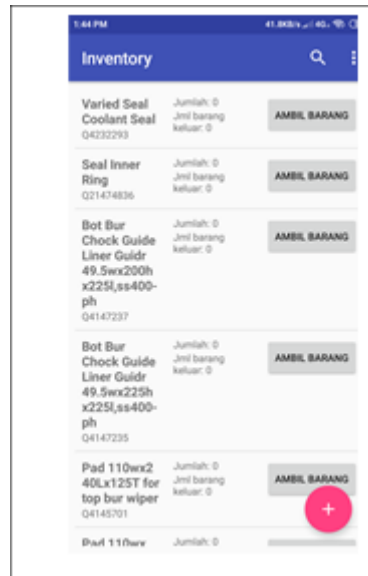 1:44 PM 41.8KB/s 4G
Inventory
Varied Seal
Coolant Seal
Q4232293
Jumlah: 0
Jml barang
keluar: 0
AMBIL BARANG
Seal Inner
Ring
Q21474836
Jumlah: 0
Jml barang
keluar: 0
AMBIL BARANG
Bot Bur
Chock Guide
Liner Guidr
49.5wx200h
x225l,ss400-
ph
Q4147237
Jumlah: 0
Jml barang
keluar: 0
AMBIL BARANG
Bot Bur
Chock Guide
Liner Guidr
49.5wx225h
x225l,ss400-
ph
Q4147235
Jumlah: 0
Jml barang
keluar: 0
AMBIL BARANG
Pad 110wx2
40Lx125T for
top bur wiper
Q4145701
Jumlah: 0
Jml barang
keluar: 0
AMBIL BARANG
+
Pad 110wx
Jumlah: 0